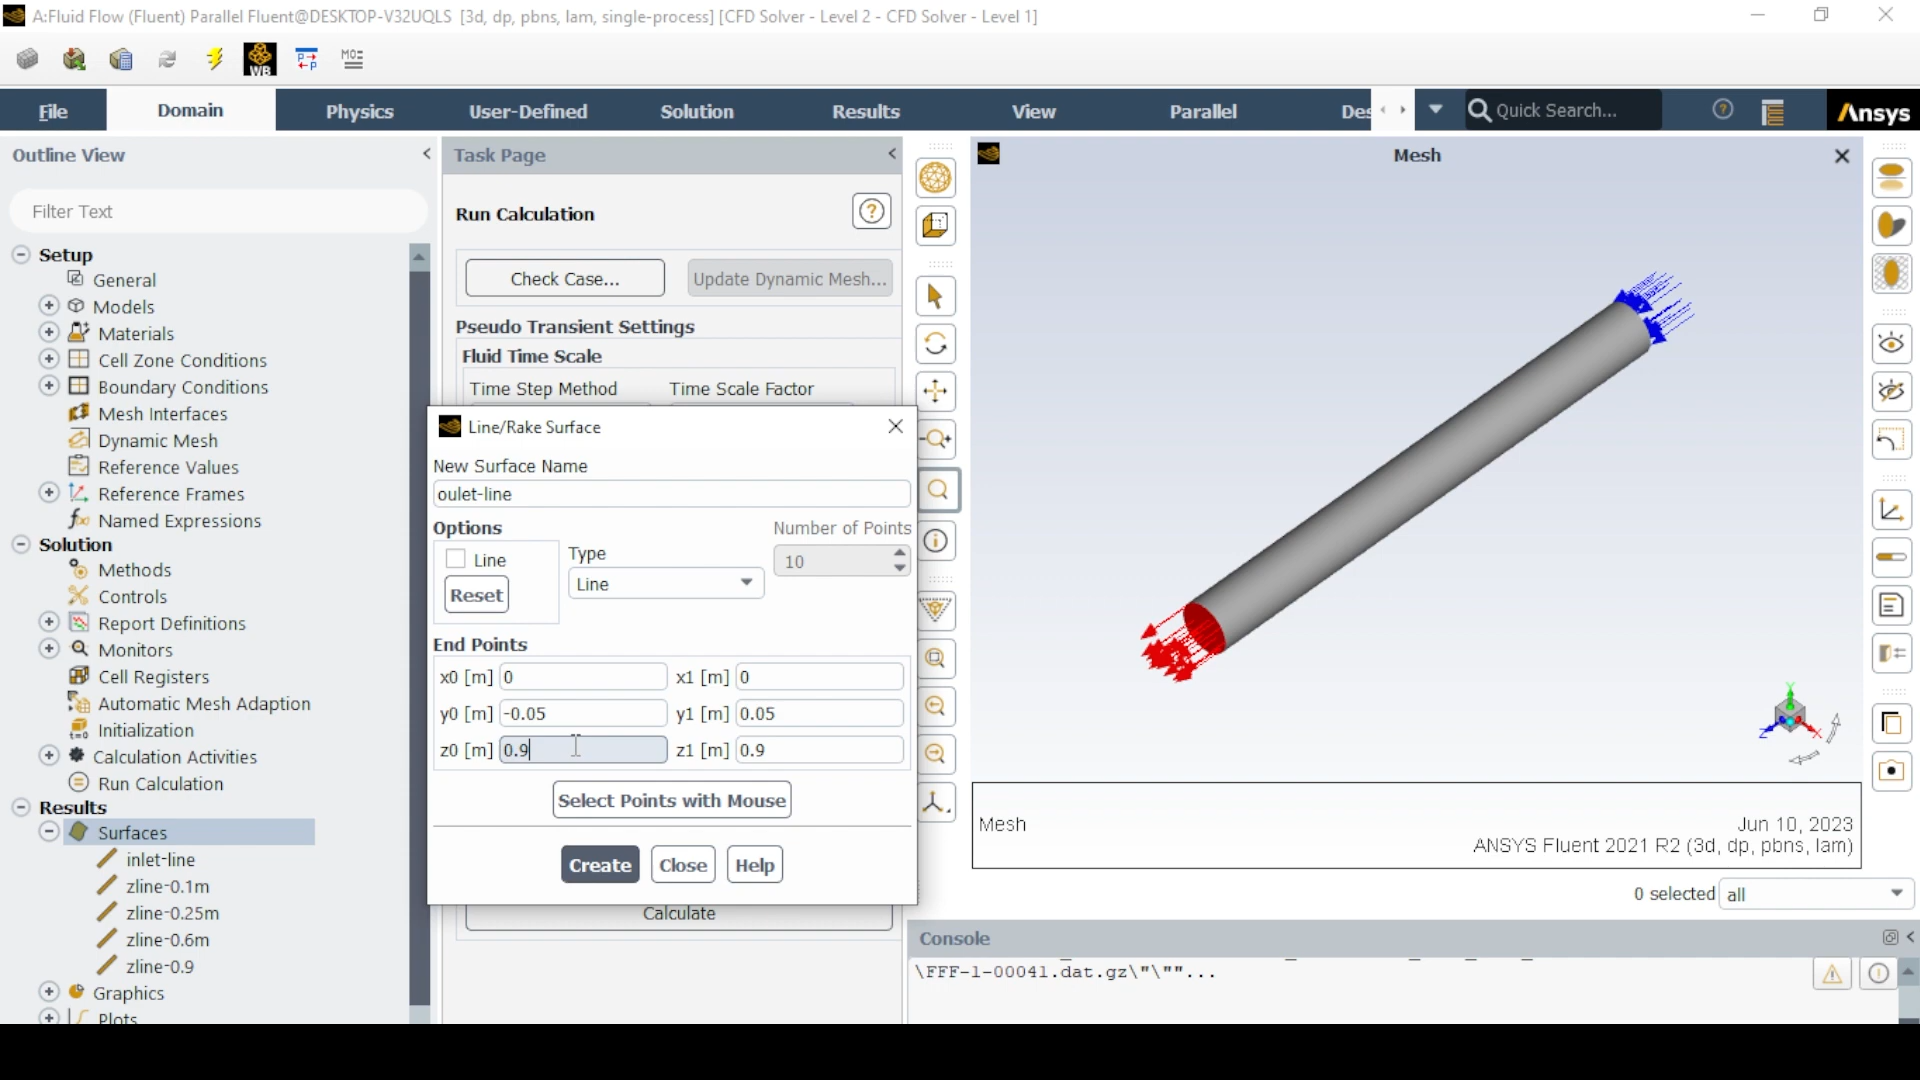 A:Fluid Flow (Fluent) Parallel Fluent@DESKTOP-V32UQLS [3d, dp, pbns, lam, single-process] [CFD Solver - Level 2 - CFD Solver - Level 1]
WB
File Domain Physics User-Defined Solution Results View Parallel Des Quick Search... Ansys
Outline View
Filter Text
Setup
General
Models
Materials
Cell Zone Conditions
Boundary Conditions
Mesh Interfaces
Dynamic Mesh
Reference Values
Reference Frames
Named Expressions
Solution
Methods
Controls
Report Definitions
Monitors
Cell Registers
Automatic Mesh Adaption
Initialization
Calculation Activities
Run Calculation
Results
Surfaces
inlet-line
zline-0.1m
zline-0.25m
zline-0.6m
zline-0.9
Graphics
Plots
Task Page
Run Calculation
Check Case... Update Dynamic Mesh...
Pseudo Transient Settings
Fluid Time Scale
Time Step Method Time Scale Factor
Line/Rake Surface
New Surface Name
oulet-line
Options Number of Points
Line Type 10
Reset Line
End Points
x0 [m] 0 x1 [m] 0
y0 [m] -0.05 y1 [m] 0.05
z0 [m] 0.9 z1 [m] 0.9
Select Points with Mouse
Create Close Help
Calculate
Mesh
Y
Z X
Mesh Jun 10, 2023
ANSYS Fluent 2021 R2 (3d, dp, pbns, lam)
0 selected all
Console
\FFF-1-00041.dat.gz\"\""...